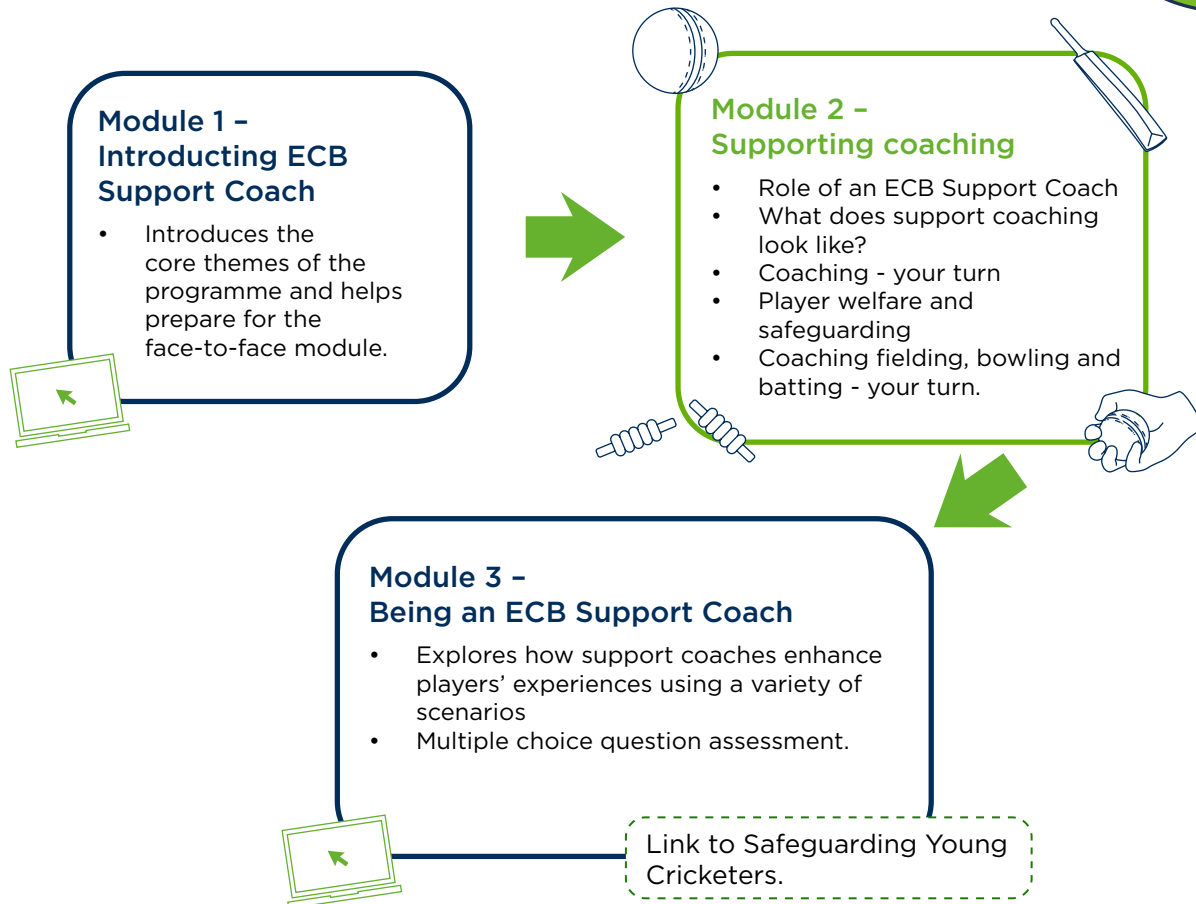 Module 1 –
Introducting ECB
Support Coach
• Introduces the
core themes of the
programme and helps
prepare for the
face-to-face module.
Module 2 –
Supporting coaching
• Role of an ECB Support Coach
• What does support coaching
look like?
• Coaching - your turn
• Player welfare and
safeguarding
• Coaching fielding, bowling and
batting - your turn.
Module 3 –
Being an ECB Support Coach
• Explores how support coaches enhance
players’ experiences using a variety of
scenarios
• Multiple choice question assessment.
Link to Safeguarding Young
Cricketers.